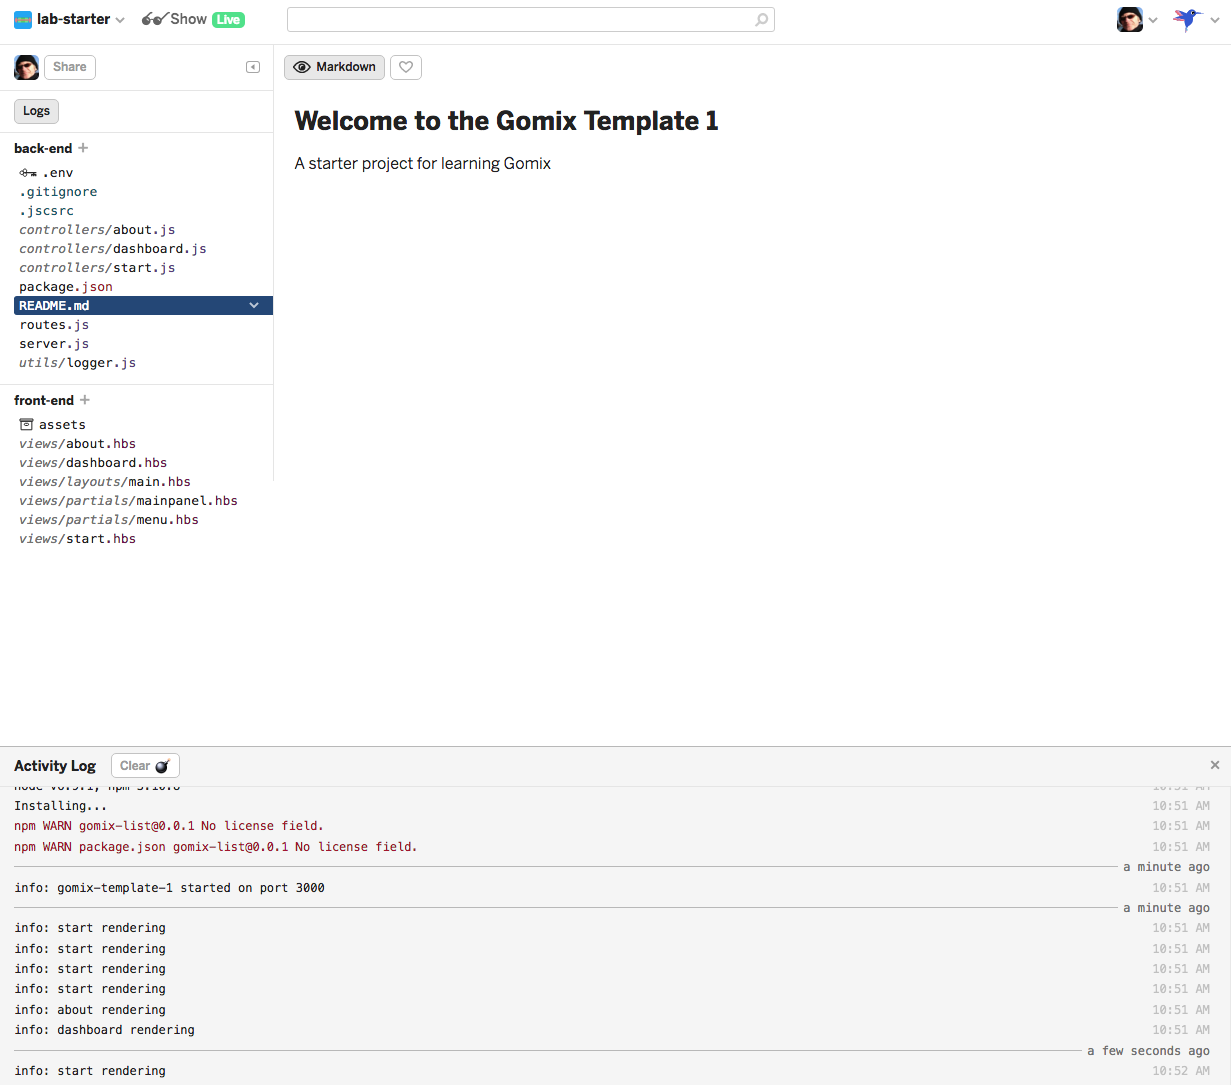 lab-starter Show Live
Share
Markdown
Logs
Welcome to the Gomix Template 1
A starter project for learning Gomix
back-end +
.env
.gitignore
.jscsrc
controllers/about.js
controllers/dashboard.js
controllers/start.js
package.json
README.md
routes.js
server.js
utils/logger.js
front-end +
assets
views/about.hbs
views/dashboard.hbs
views/layouts/main.hbs
views/partials/mainpanel.hbs
views/partials/menu.hbs
views/start.hbs
Activity Log Clear ×
10:51 AM
Installing... 10:51 AM
npm WARN gomix-list@0.0.1 No license field. 10:51 AM
npm WARN package.json gomix-list@0.0.1 No license field. 10:51 AM
a minute ago
info: gomix-template-1 started on port 3000 10:51 AM
a minute ago
info: start rendering 10:51 AM
info: start rendering 10:51 AM
info: start rendering 10:51 AM
info: start rendering 10:51 AM
info: about rendering 10:51 AM
info: dashboard rendering 10:51 AM
a few seconds ago
info: start rendering 10:52 AM